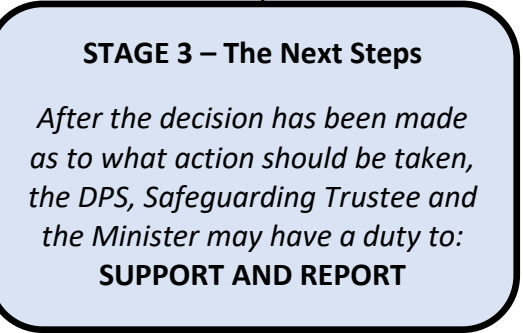 STAGE 3 – The Next Steps
After the decision has been made
as to what action should be taken,
the DPS, Safeguarding Trustee and
the Minister may have a duty to:
SUPPORT AND REPORT